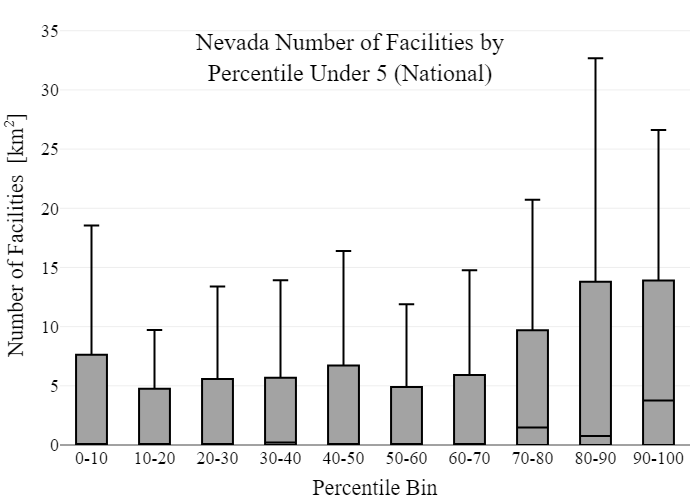 Nevada Number of Facilities by
Percentile Under 5 (National)
Number of Facilities [km²]
35
30
25
20
15
10
5
0
0-10 10-20 20-30 30-40 40-50 50-60 60-70 70-80 80-90 90-100
Percentile Bin